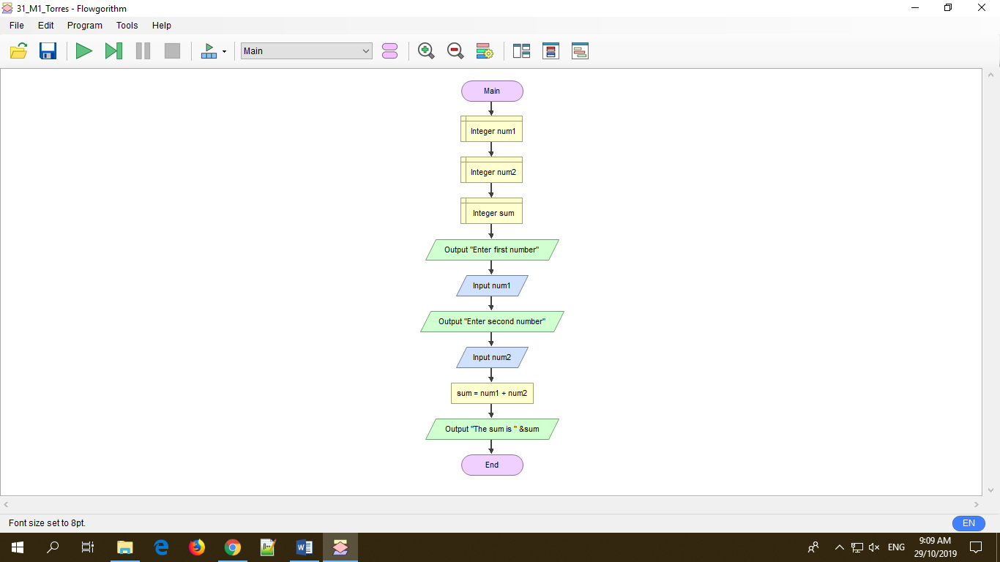 31_M1_Torres - Flowgorithm
File Edit Program Tools Help
Main
Main
Integer num1
Integer num2
Integer sum
Output "Enter first number"
Input num1
Output "Enter second number"
Input num2
sum = num1 + num2
Output "The sum is " &sum
End
Font size set to 8pt.
EN
ENG
9:09 AM
29/10/2019